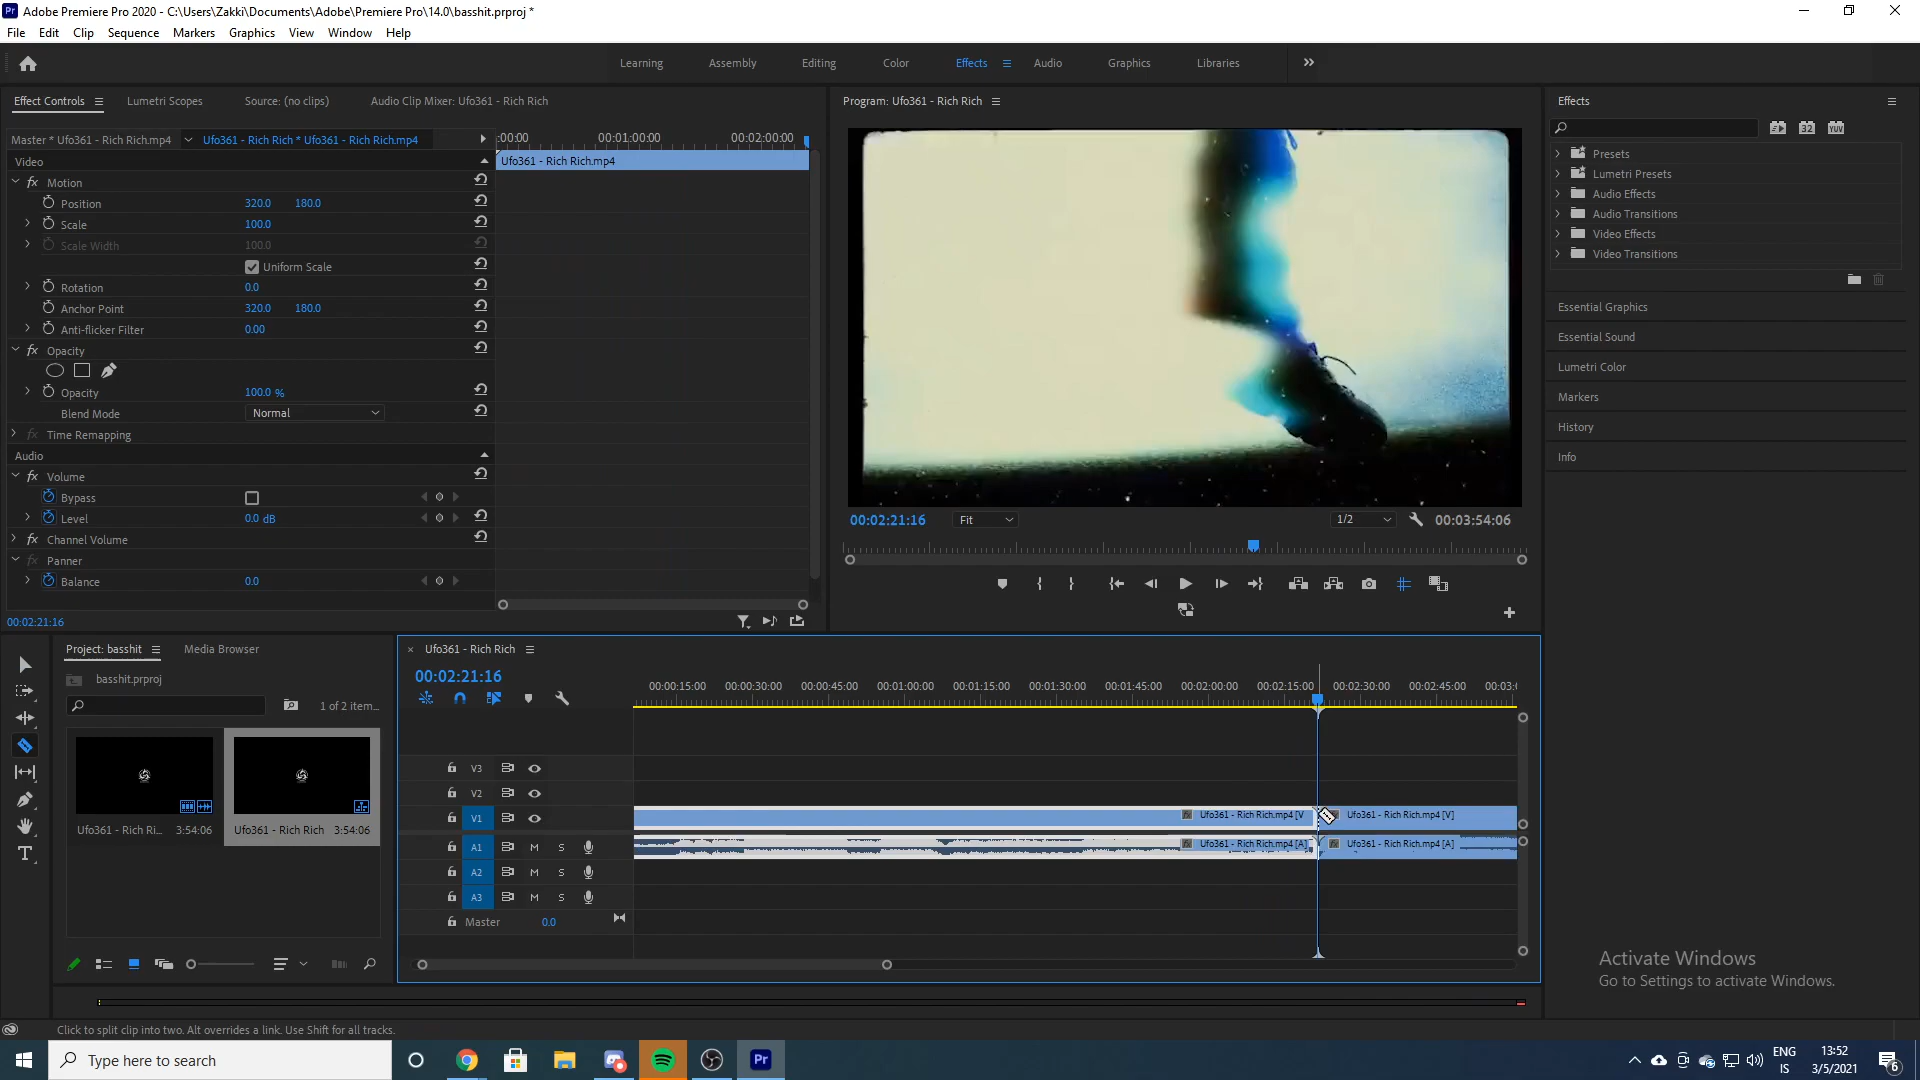 Adobe Premiere Pro 2020 - C:\Users\Zakki\Documents\Adobe\Premiere Pro\14.0\basshit.prproj *
File Edit Clip Sequence Markers Graphics View Window Help
Learning Assembly Editing Color Effects Audio Graphics Libraries
Effect Controls Lumetri Scopes Source: (no clips) Audio Clip Mixer: Ufo361 - Rich Rich
Program: Ufo361 - Rich Rich
Effects
Master * Ufo361 - Rich Rich.mp4 Ufo361 - Rich Rich * Ufo361 - Rich Rich.mp4
:00:00 00:01:00:00 00:02:00:00
Video
Ufo361 - Rich Rich.mp4
Motion
Position 320.0 180.0
Scale 100.0
Scale Width 100.0
Uniform Scale
Rotation 0.0
Anchor Point 320.0 180.0
Anti-flicker Filter 0.00
Opacity
Opacity 100.0 %
Blend Mode Normal
Time Remapping
Audio
Volume
Bypass
Level 0.0 dB
Channel Volume
Panner
Balance 0.0
00:02:21:16
00:02:21:16 Fit 1/2 00:03:54:06
32 YUV
Presets
Lumetri Presets
Audio Effects
Audio Transitions
Video Effects
Video Transitions
Essential Graphics
Essential Sound
Lumetri Color
Markers
History
Info
Project: basshit Media Browser
basshit.prproj
1 of 2 item...
Ufo361 - Rich Ri... 3:54:06
Ufo361 - Rich Rich 3:54:06
Ufo361 - Rich Rich
00:02:21:16
00:00:15:00 00:00:30:00 00:00:45:00 00:01:00:00 00:01:15:00 00:01:30:00 00:01:45:00 00:02:00:00 00:02:15:00 00:02:30:00 00:02:45:00 00:03:
V3
V2
V1 Ufo361 - Rich Rich.mp4 [V Ufo361 - Rich Rich.mp4 [V]
A1 M S Ufo361 - Rich Rich.mp4 [A] Ufo361 - Rich Rich.mp4 [A]
A2 M S
A3 M S
Master 0.0
Activate Windows
Go to Settings to activate Windows.
Click to split clip into two. Alt overrides a link. Use Shift for all tracks.
Type here to search
Pr
ENG
IS
13:52
3/5/2021
6